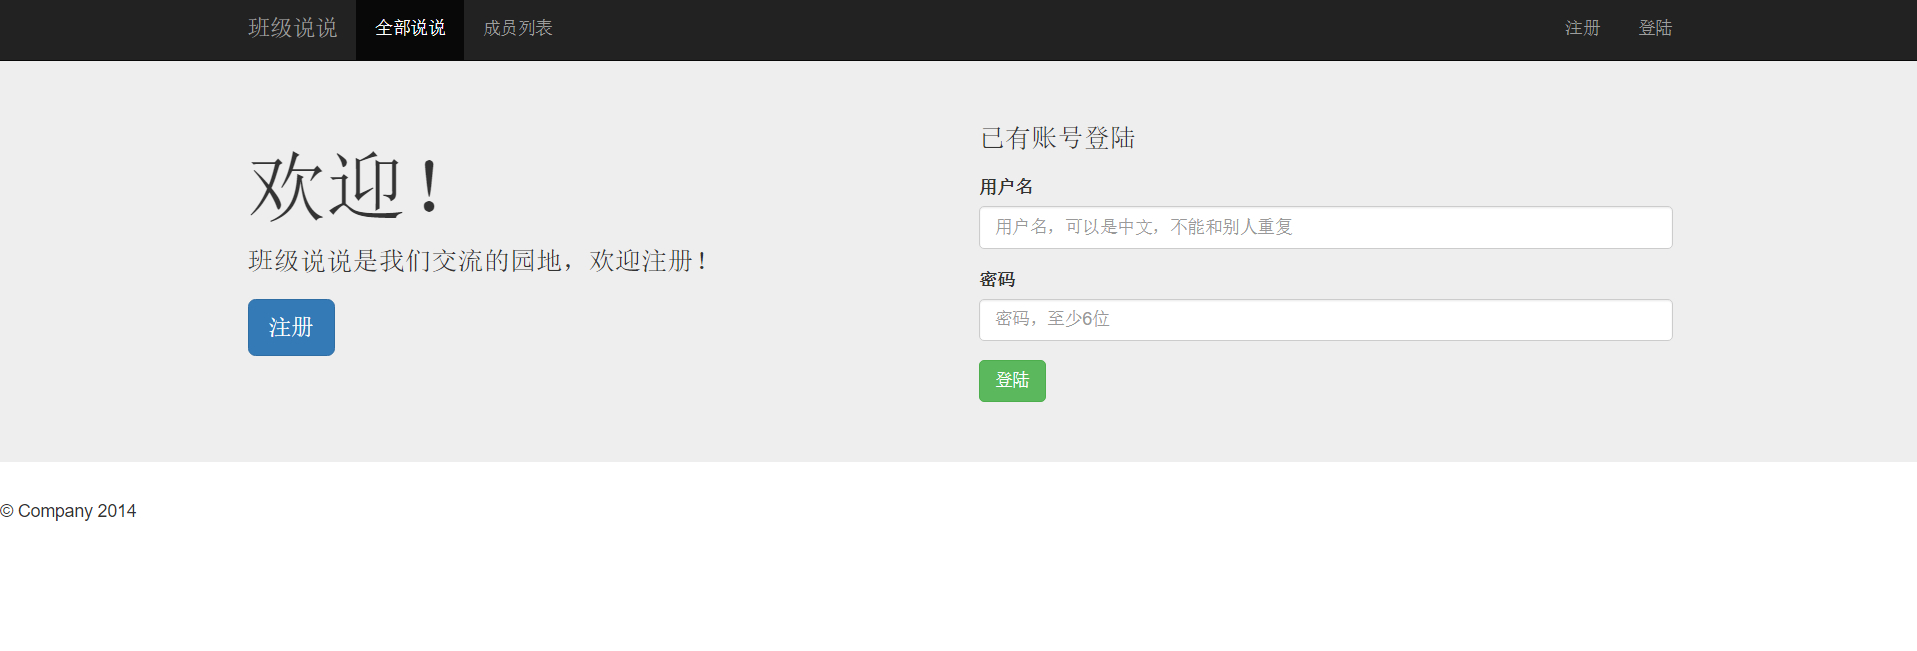 班级说说 全部说说 成员列表 注册 登陆
欢迎！
班级说说是我们交流的园地，欢迎注册！
注册
已有账号登陆
用户名
用户名，可以是中文，不能和别人重复
密码
密码，至少6位
登陆
© Company 2014